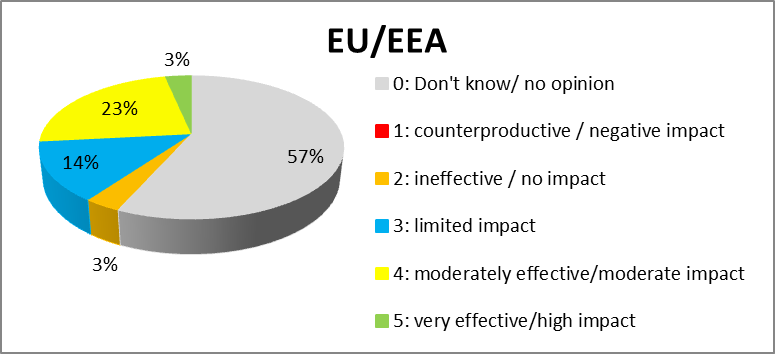 EU/EEA
3%
23%
14%
57%
3%
0: Don't know/ no opinion
1: counterproductive / negative impact
2: ineffective / no impact
3: limited impact
4: moderately effective/moderate impact
5: very effective/high impact